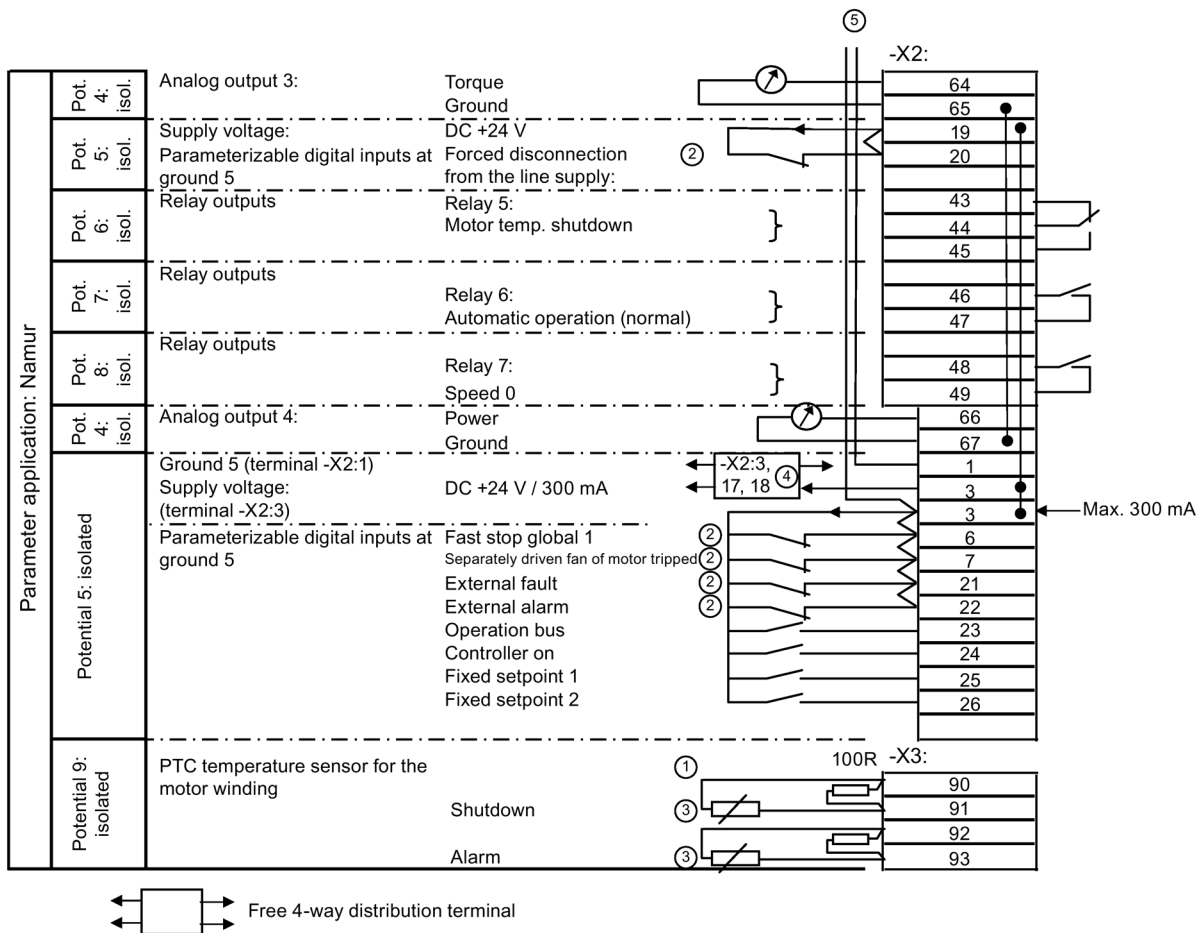 5
-X2:
Parameter application: Namur
Pot. 4: isol.
Analog output 3:
Torque
64
Ground
65
Pot. 5: isol.
Supply voltage:
DC +24 V
19
Parameterizable digital inputs at ground 5
Forced disconnection from the line supply:
2
20
Pot. 6: isol.
Relay outputs
Relay 5:
43
Motor temp. shutdown
}
44
45
Pot. 7: isol.
Relay outputs
Relay 6:
46
Automatic operation (normal)
}
47
Pot. 8: isol.
Relay outputs
Relay 7:
}
48
Speed 0
49
Pot. 4: isol.
Analog output 4:
Power
66
Ground
67
Potential 5: isolated
Ground 5 (terminal -X2:1)
-X2:3,
17, 18
4
1
Supply voltage:
(terminal -X2:3)
DC +24 V / 300 mA
3
3
Max. 300 mA
Parameterizable digital inputs at
ground 5
Fast stop global 1
2
6
Separately driven fan of motor tripped
2
7
External fault
2
21
External alarm
2
22
Operation bus
23
Controller on
24
Fixed setpoint 1
25
Fixed setpoint 2
26
Potential 9: isolated
PTC temperature sensor for the
motor winding
1
100R
-X3:
90
Shutdown
3
91
92
Alarm
3
93
Free 4-way distribution terminal